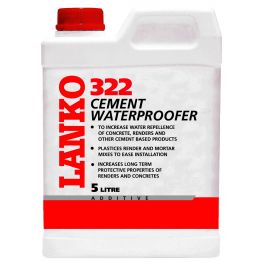 LANKO
322
CEMENT
WATERPROOFER
• TO INCREASE WATER REPELLENCE
OF CONCRETE, RENDERS AND
OTHER CEMENT BASED PRODUCTS
• PLASTICES RENDER AND MORTAR
MIXES TO EASE INSTALLATION
• INCREASES LONG TERM
PROTECTIVE PROPERTIES OF
RENDERS AND CONCRETES
5 LITRE
ADDITIVE